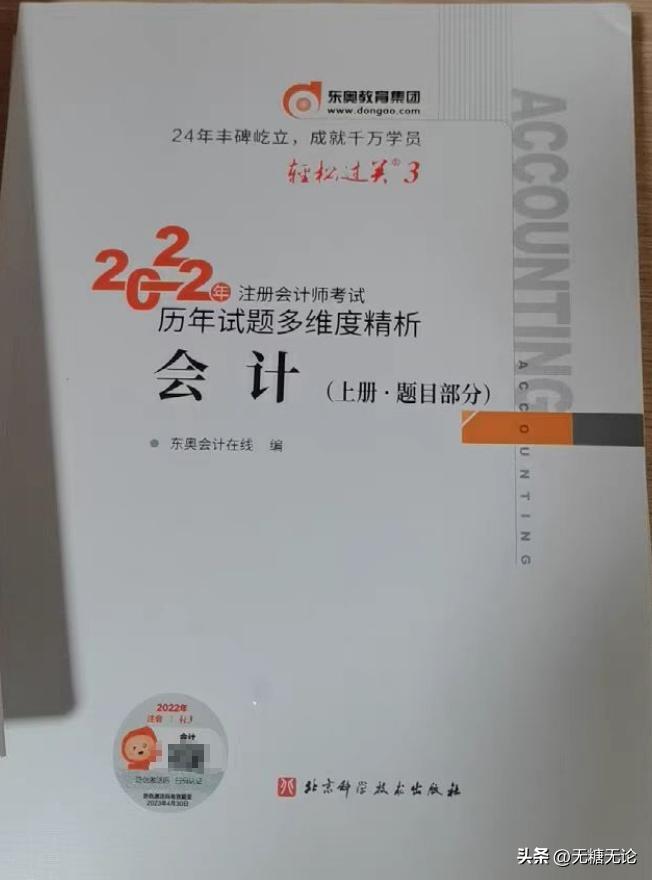 东奥教育集团
www.dongao.com
24年丰碑屹立，成就千万学员
轻松过关®3
2022年
注册会计师考试
历年试题多维度精析
会计
（上册·题目部分）
东奥会计在线 编
ACCOUNTING
ACCOUNTING
2022年
注会
会计
2023年4月30日
北京科学技术出版社
头条 @无糖无论